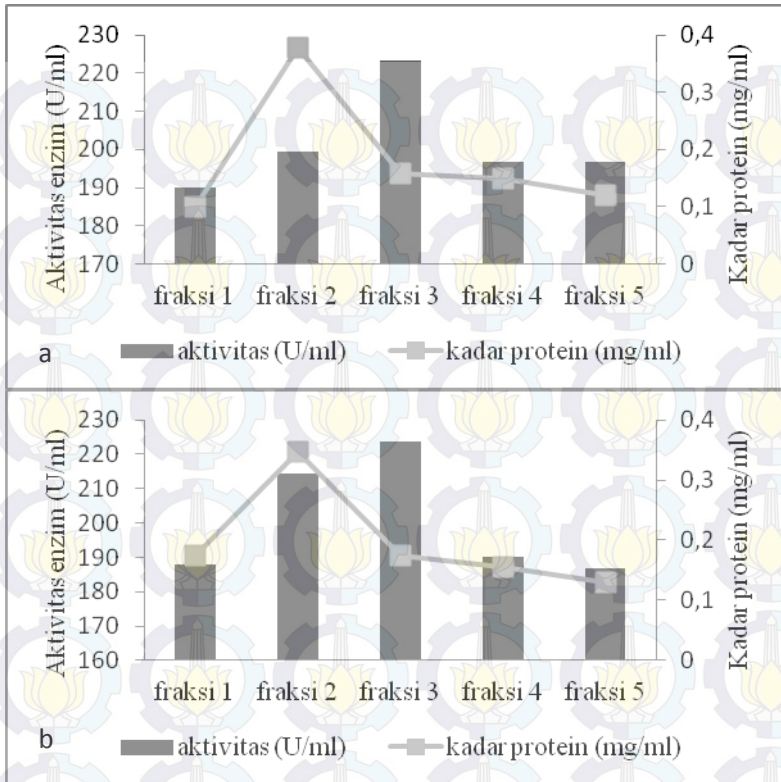 Aktivitas enzim (U/ml)
230
220
210
200
190
180
170
0,4
0,3
0,2
0,1
0
Kadar protein (mg/ml)
fraksi 1 fraksi 2 fraksi 3 fraksi 4 fraksi 5
a
aktivitas (U/ml) kadar protein (mg/ml)
Aktivitas enzim (U/ml)
230
220
210
200
190
180
170
160
0,4
0,3
0,2
0,1
0
Kadar protein (mg/ml)
fraksi 1 fraksi 2 fraksi 3 fraksi 4 fraksi 5
b
aktivitas (U/ml) kadar protein (mg/ml)